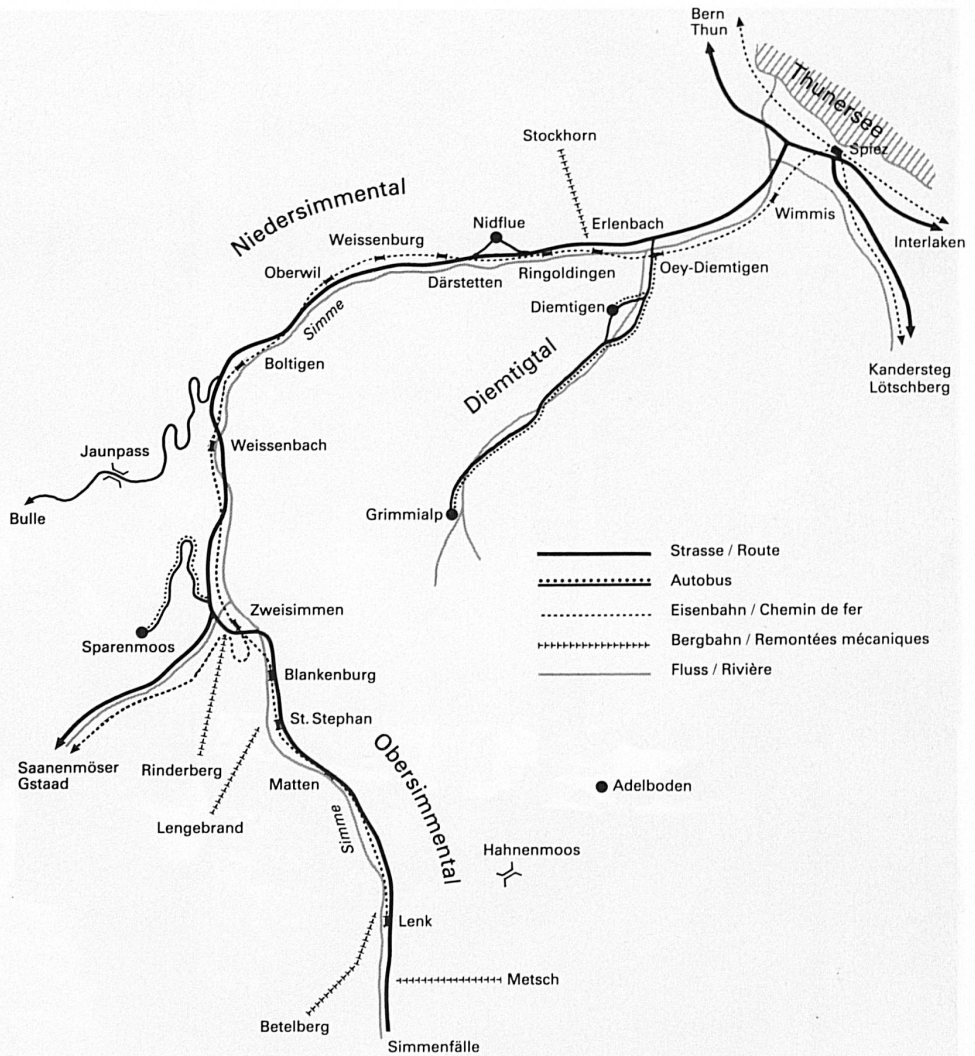 Bern
Thun
Thunersee
Spiez
Stockhorn
Wimmis
Niedersimmental
Nidflue
Erlenbach
Weissenburg
Interlaken
Oberwil
Därstetten
Ringoldingen
Oey-Diemtigen
Simme
Diemtigen
Boltigen
Diemtigtal
Kandersteg
Lötschberg
Jaunpass
Weissenbach
Bulle
Grimmialp
Strasse / Route
Autobus
Eisenbahn / Chemin de fer
Bergbahn / Remontées mécaniques
Fluss / Rivière
Zweisimmen
Sparenmoos
Blankenburg
St. Stephan
Obersimmental
Saanenmöser
Gstaad
Rinderberg
Matten
Adelboden
Lengebrand
Simme
Hahnenmoos
Lenk
Metsch
Betelberg
Simmenfälle